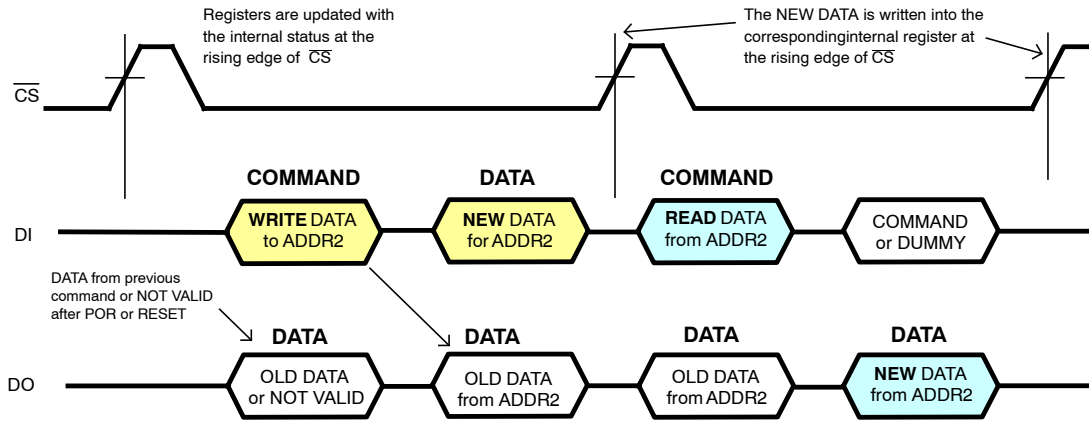 Registers are updated with
the internal status at the
rising edge of CS
The NEW DATA is written into the
correspondinginternal register at
the rising edge of CS
CS
COMMAND
DATA
COMMAND
DI
WRITE DATA
to ADDR2
NEW DATA
for ADDR2
READ DATA
from ADDR2
COMMAND
or DUMMY
DATA from previous
command or NOT VALID
after POR or RESET
DATA
DATA
DATA
DATA
DO
OLD DATA
or NOT VALID
OLD DATA
from ADDR2
OLD DATA
from ADDR2
NEW DATA
from ADDR2